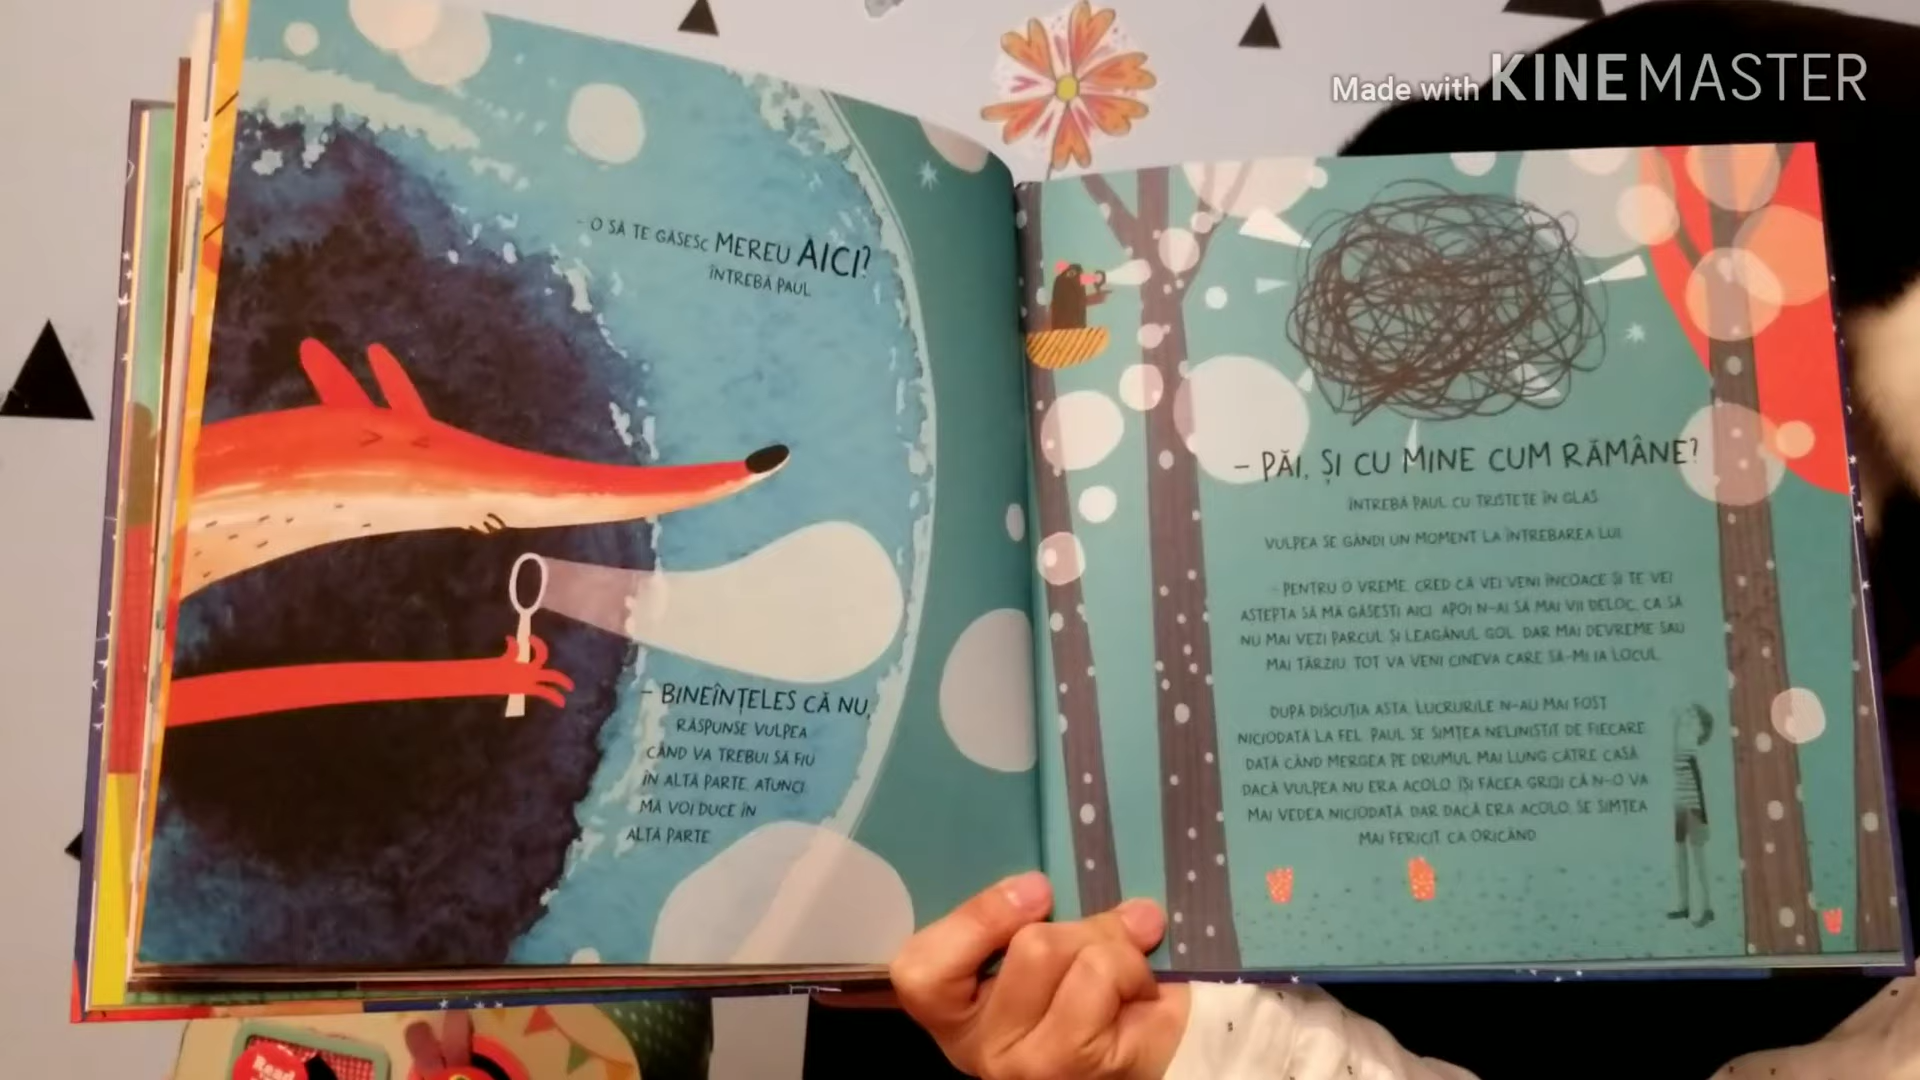 Made with KINEMASTER
- O SĂ TE GĂSESC MEREU AICI?
ÎNTREBĂ PAUL.
- BINEÎNȚELES CĂ NU,
RĂSPUNSE VULPEA.
CÂND VA TREBUI SĂ FIU
ÎN ALTĂ PARTE, ATUNCI
MĂ VOI DUCE ÎN
ALTĂ PARTE.
- PĂI, ȘI CU MINE CUM RĂMÂNE?
ÎNTREBĂ PAUL CU TRISTEȚE ÎN GLAS.
VULPEA SE GÂNDI UN MOMENT LA ÎNTREBAREA LUI.
- PENTRU O VREME, CRED CĂ VEI VENI ÎNCOACE ȘI TE VEI
AȘTEPTA SĂ MĂ GĂSEȘTI AICI. APOI N-AI SĂ MAI VII DELOC, CA SĂ
NU MAI VEZI PARCUL ȘI LEAGĂNUL GOL. DAR MAI DEVREME SAU
MAI TÂRZIU, TOT VA VENI CINEVA CARE SĂ-MI IA LOCUL.
DUPĂ DISCUȚIA ASTA, LUCRURILE N-AU MAI FOST
NICIODATĂ LA FEL. PAUL SE SIMȚEA NELINIȘTIT DE FIECARE
DATĂ CÂND MERGEA PE DRUMUL MAI LUNG CĂTRE CASĂ.
DACĂ VULPEA NU ERA ACOLO, ÎȘI FĂCEA GRIJI CĂ N-O VA
MAI VEDEA NICIODATĂ. DAR DACĂ ERA ACOLO, SE SIMȚEA
MAI FERICIT CA ORICÂND.
Read